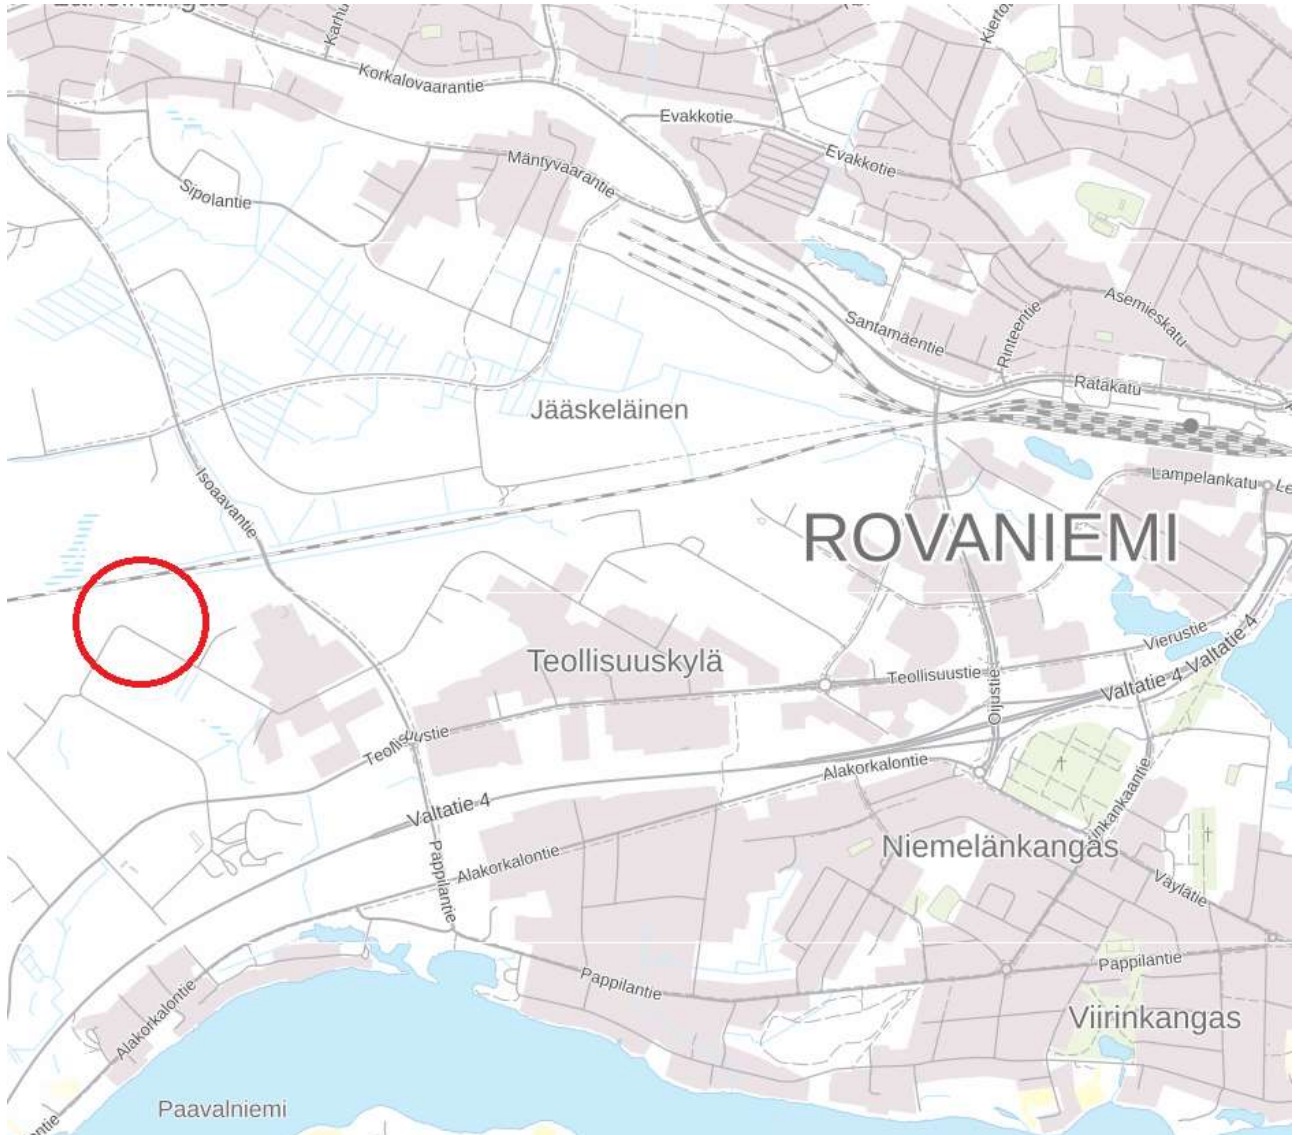 Korkalovaarantie
Evakkotie
Evakkotie
Mäntyvaarantie
Sipolantie
Asemieskatu
Santamäentie
Rinteentie
Ratakatu
Jääskeläinen
Isoaavantie
Lampelankatu
ROVANIEMI
Vierustie
Teollisuuskylä
Teollisuustie
Valtatie 4
Valtatie 4
Oijustie
Teollisuustie
Alakorkalontie
Valtatie 4
Niemelänkangas
Alakorkalontie
Pappilantie
Väylätie
Pappilantie
Pappilantie
Alakorkalontie
Viirinkangas
Paavalniemi